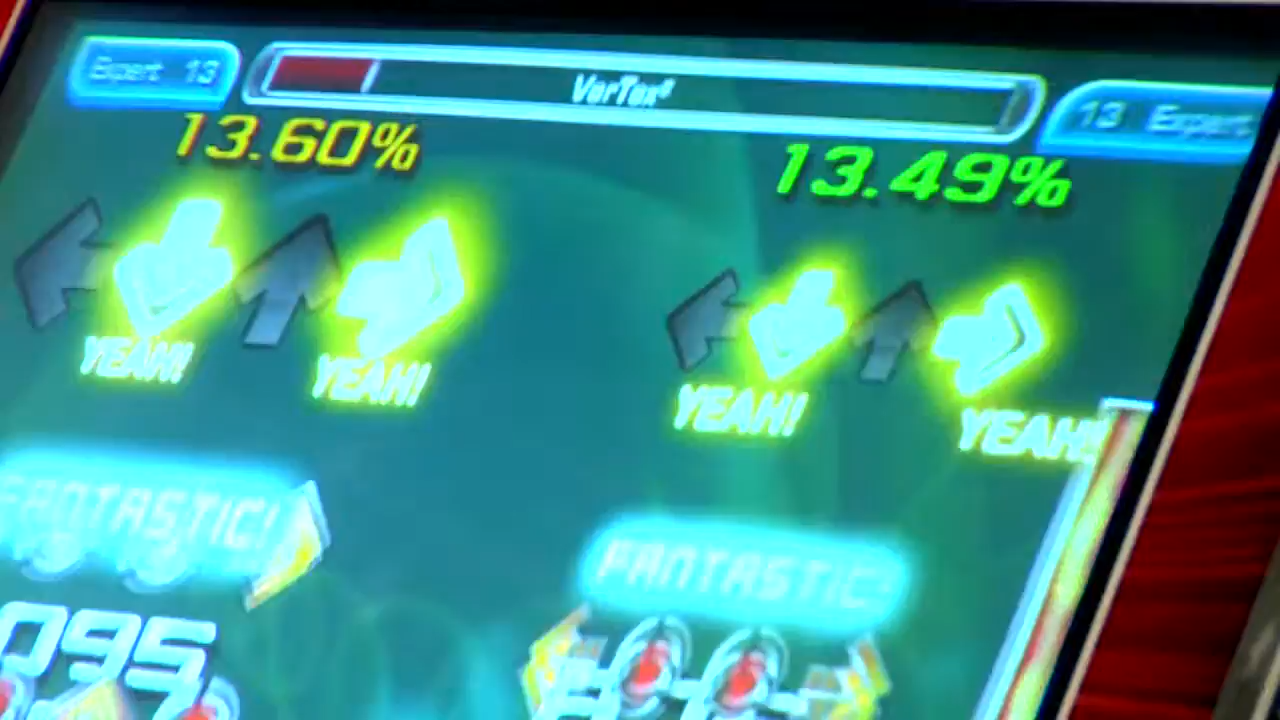 Expert 13
VerTex²
13 Expert
13.60%
13.49%
YEAH!
YEAH!
YEAH!
YEAH!
FANTASTIC!
FANTASTIC!
095